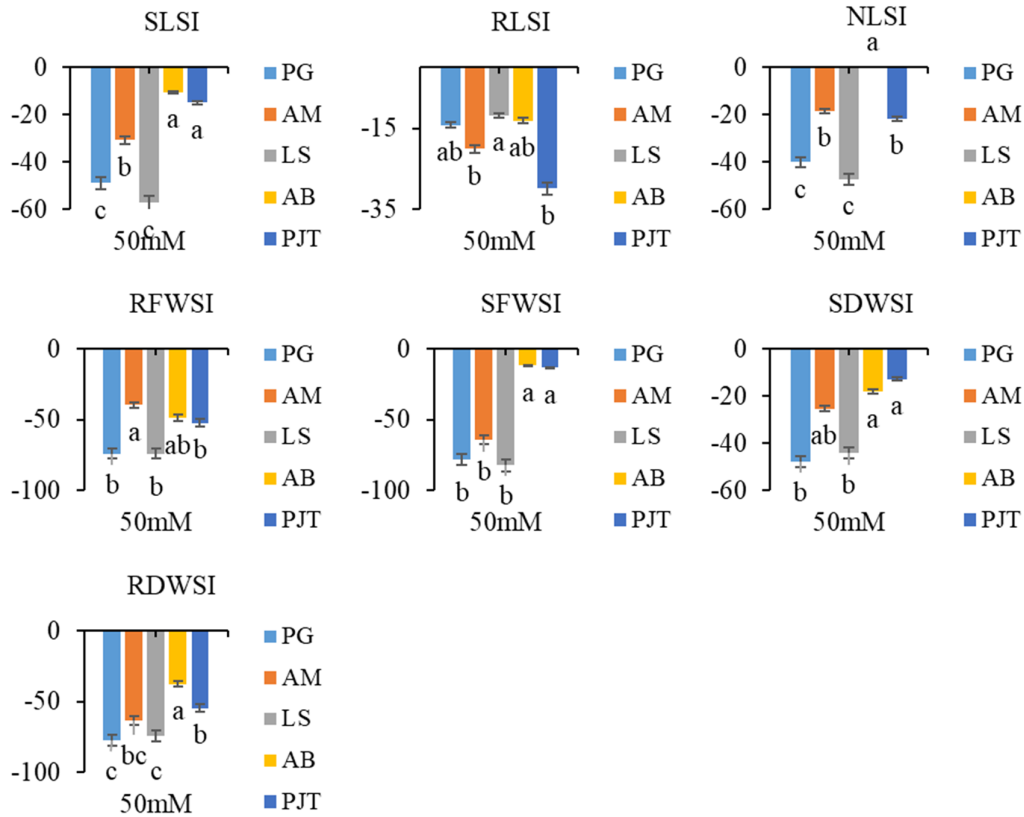 SLSI
0
-20
-40
-60
a
a
b
c
c
50mM
PG
AM
LS
AB
PJT
RLSI
-15
-35
ab
b
a
ab
b
50mM
PG
AM
LS
AB
PJT
NLSI
a
0
-20
-40
-60
b
b
c
c
50mM
PG
AM
LS
AB
PJT
RFWSI
0
-50
-100
a
ab
b
b
b
50mM
PG
AM
LS
AB
PJT
SFWSI
0
-50
-100
a
a
b
b
b
50mM
PG
AM
LS
AB
PJT
SDWSI
0
-20
-40
-60
a
a
ab
b
b
50mM
PG
AM
LS
AB
PJT
RDWSI
0
-50
-100
a
b
bc
c
c
50mM
PG
AM
LS
AB
PJT